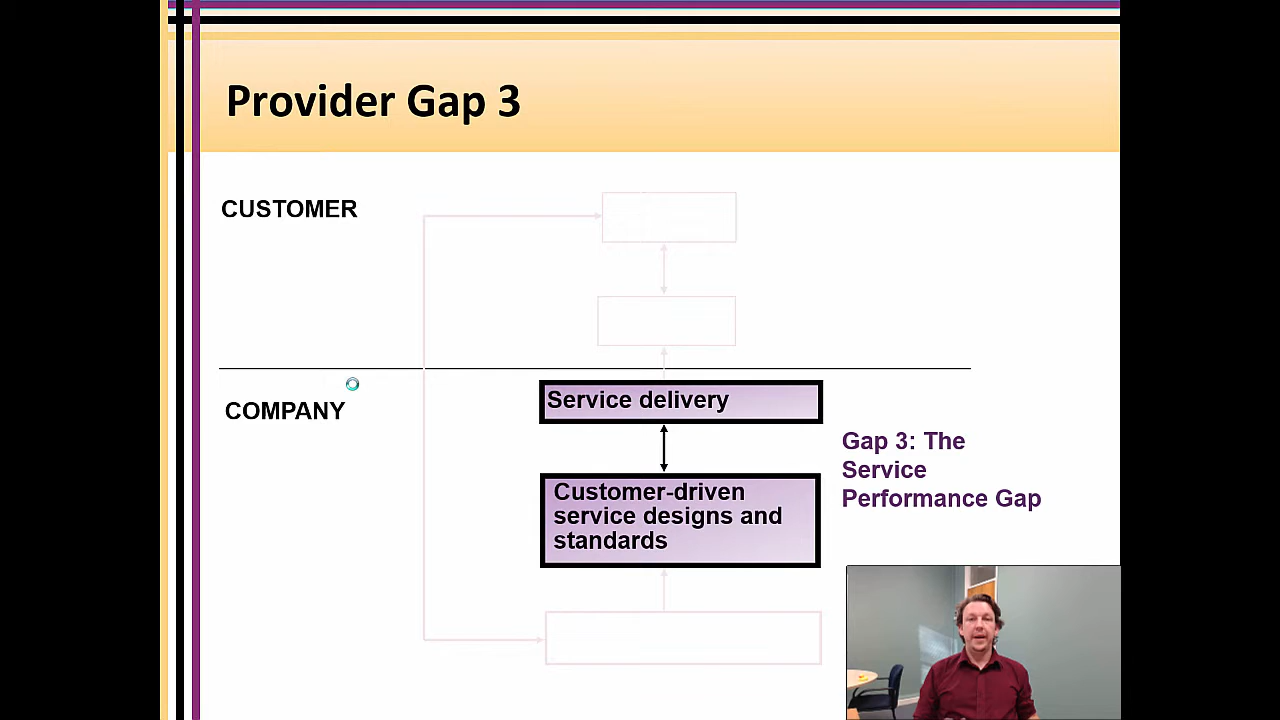 Provider Gap 3
CUSTOMER
COMPANY
Service delivery
Customer-driven
service designs and
standards
Gap 3: The
Service
Performance Gap